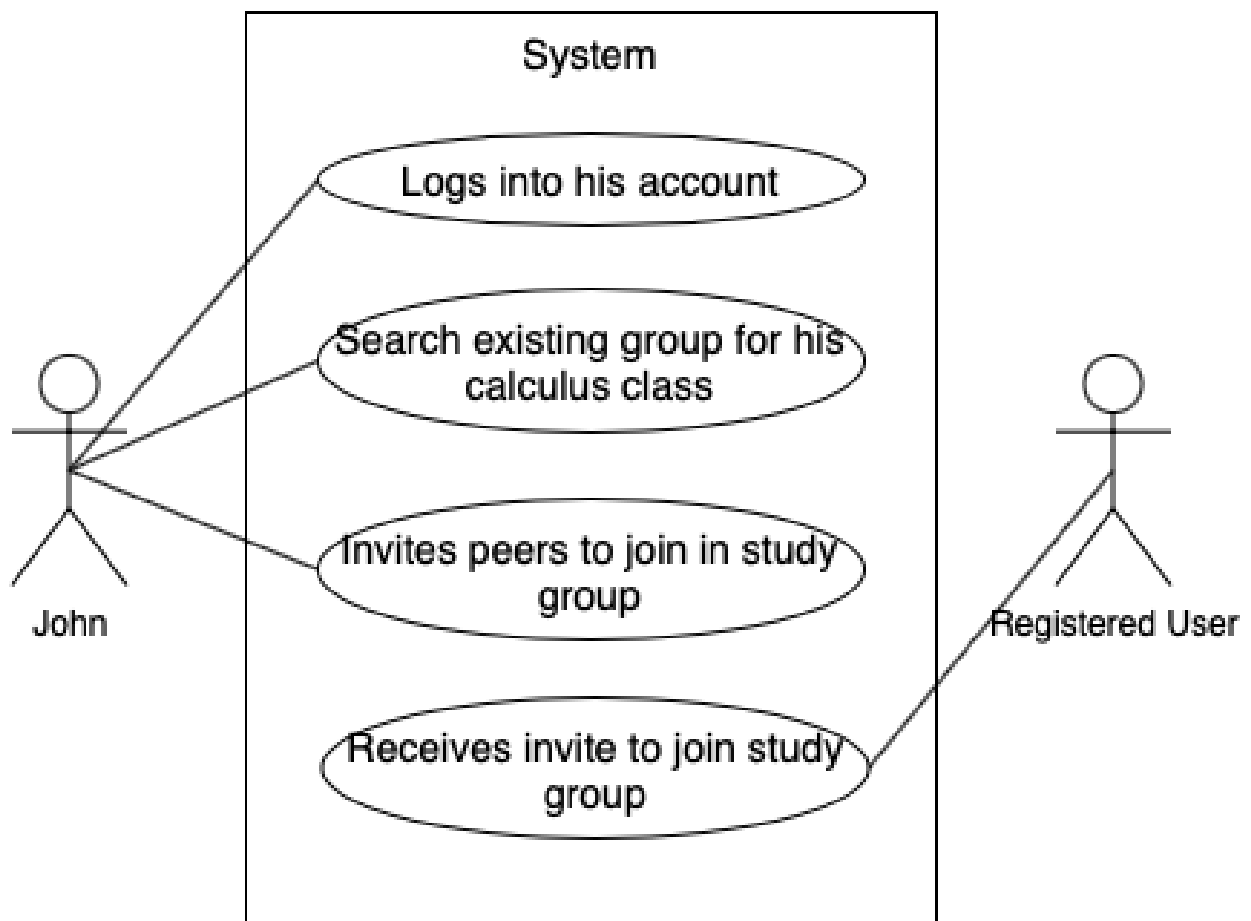 System
Logs into his account
Search existing group for his
calculus class
Invites peers to join in study
group
John
Registered User
Receives invite to join study
group